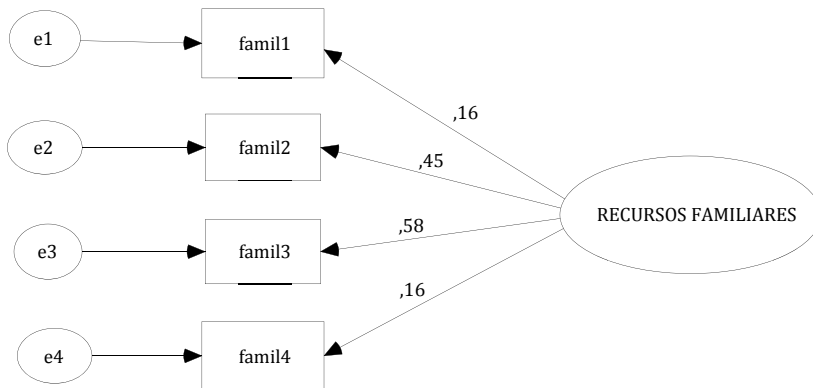 e1
famil1
,16
e2
famil2
,45
RECURSOS FAMILIARES
e3
famil3
,58
,16
e4
famil4